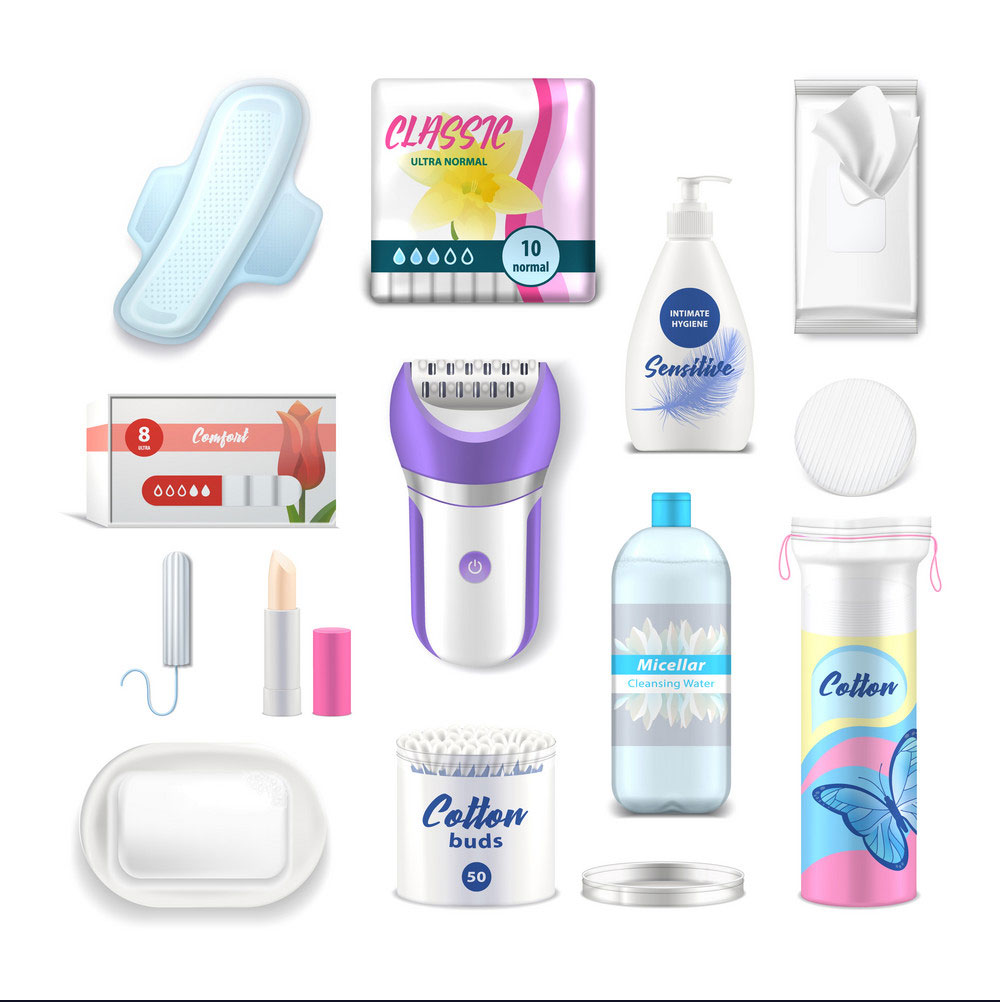 CLASSIC
ULTRA NORMAL
10
normal
INTIMATE
HYGIENE
Sensitive
8
ULTRA
Comfort
Micellar
Cleansing Water
Cotton
Cotton
buds
50